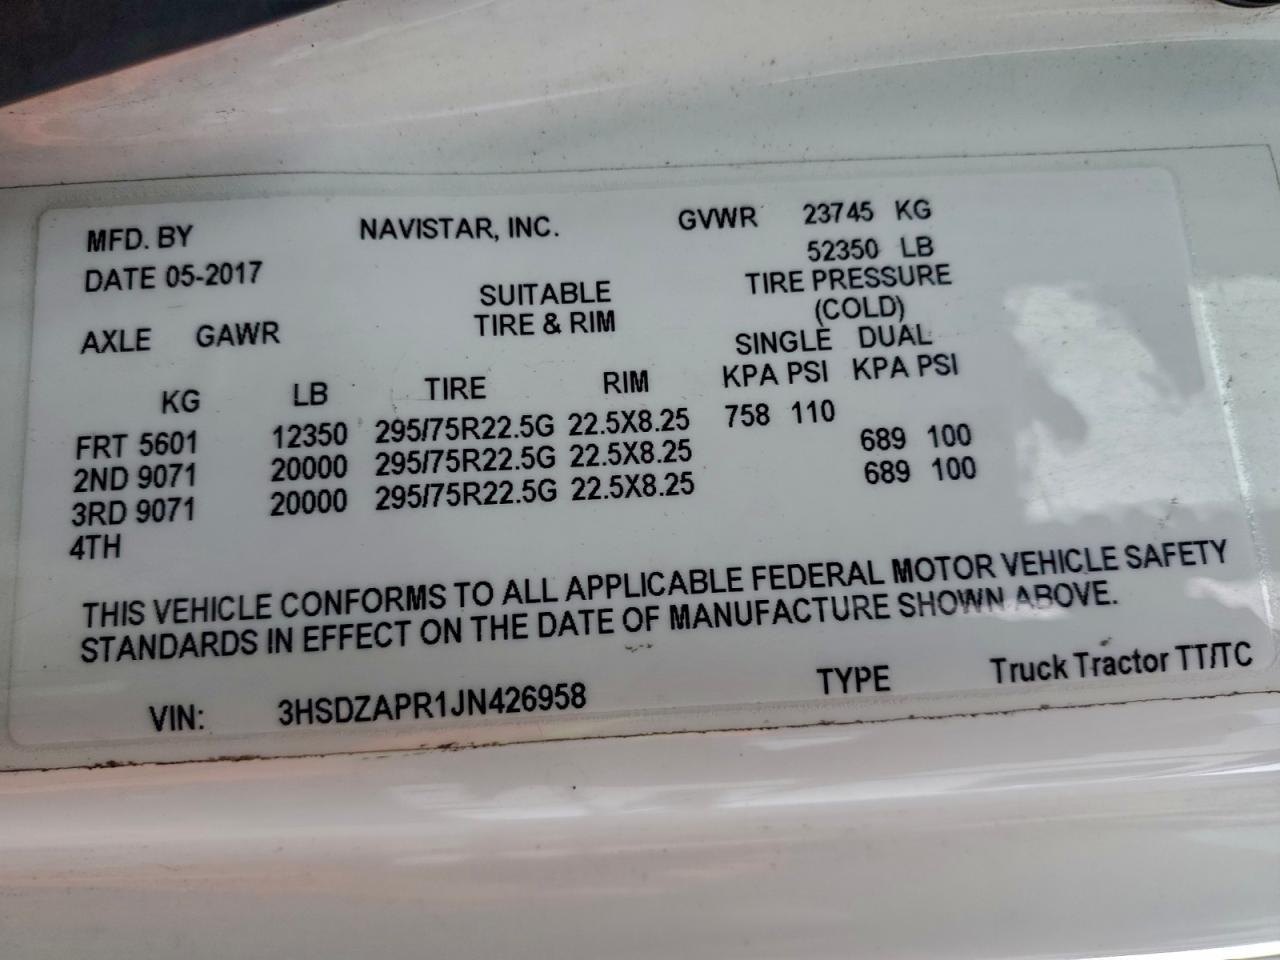 MFD. BY NAVISTAR, INC. GVWR 23745 KG
DATE 05-2017 52350 LB
SUITABLE TIRE PRESSURE
AXLE GAWR TIRE & RIM (COLD)
SINGLE DUAL
KG LB TIRE RIM KPA PSI KPA PSI
FRT 5601 12350 295/75R22.5G 22.5X8.25 758 110
2ND 9071 20000 295/75R22.5G 22.5X8.25 689 100
3RD 9071 20000 295/75R22.5G 22.5X8.25 689 100
4TH
THIS VEHICLE CONFORMS TO ALL APPLICABLE FEDERAL MOTOR VEHICLE SAFETY
STANDARDS IN EFFECT ON THE DATE OF MANUFACTURE SHOWN ABOVE.
VIN: 3HSDZAPR1JN426958 TYPE Truck Tractor TT/TC